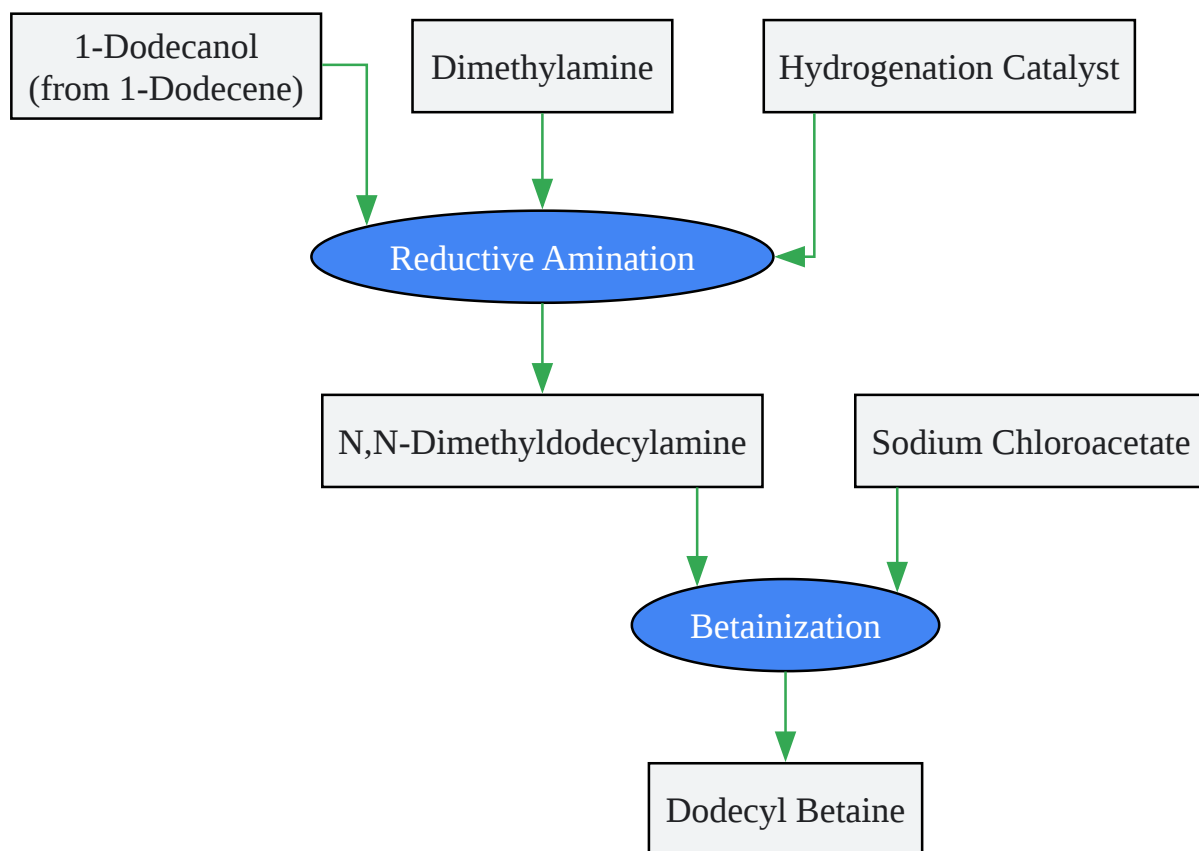 1-Dodecanol
(from 1-Dodecene)
Dimethylamine
Hydrogenation Catalyst
Reductive Amination
N,N-Dimethyldodecylamine
Sodium Chloroacetate
Betainization
Dodecyl Betaine